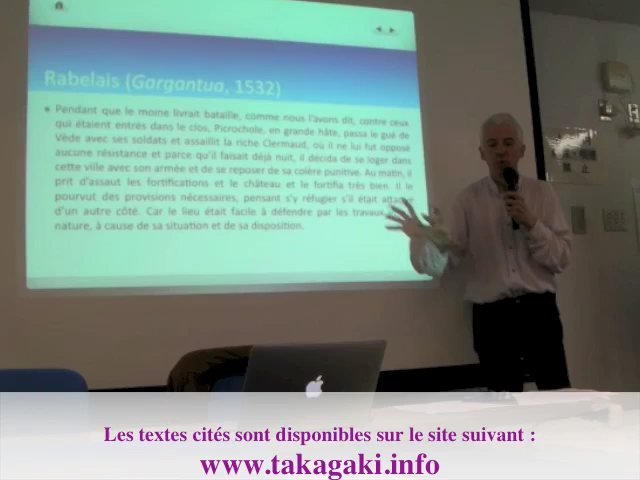 Rabelais (Gargantua, 1532)
• Pendant que le moine livrait bataille, comme nous l'avons dit, contre ceux
qui étaient entrés dans le clos, Picrochole, en grande hâte, passa le gué de
Vède avec ses soldats et assaillit la riche Clermaud, où il ne lui fut opposé
aucune résistance et parce qu'il faisait déjà nuit, il décida de se loger dans
cette ville avec son armée et de se reposer de sa colère punitive. Au matin, il
prit d'assaut les fortifications et le château et le fortifia très bien. Il le
pourvut des provisions nécessaires, pensant s'y réfugier s'il était attaqué
d'un autre côté. Car le lieu était facile à défendre par les travaux
nature, à cause de sa situation et de sa disposition.
禁止
Les textes cités sont disponibles sur le site suivant :
www.takagaki.info